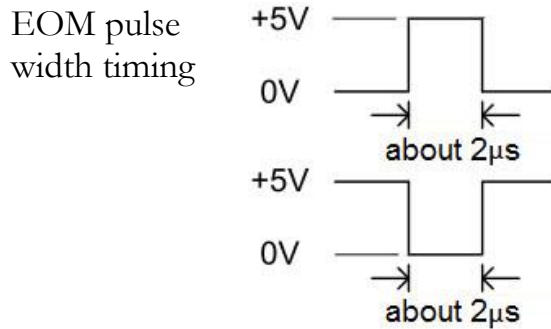 EOM pulse
width timing
+5V
0V
about 2μs
+5V
0V
about 2μs